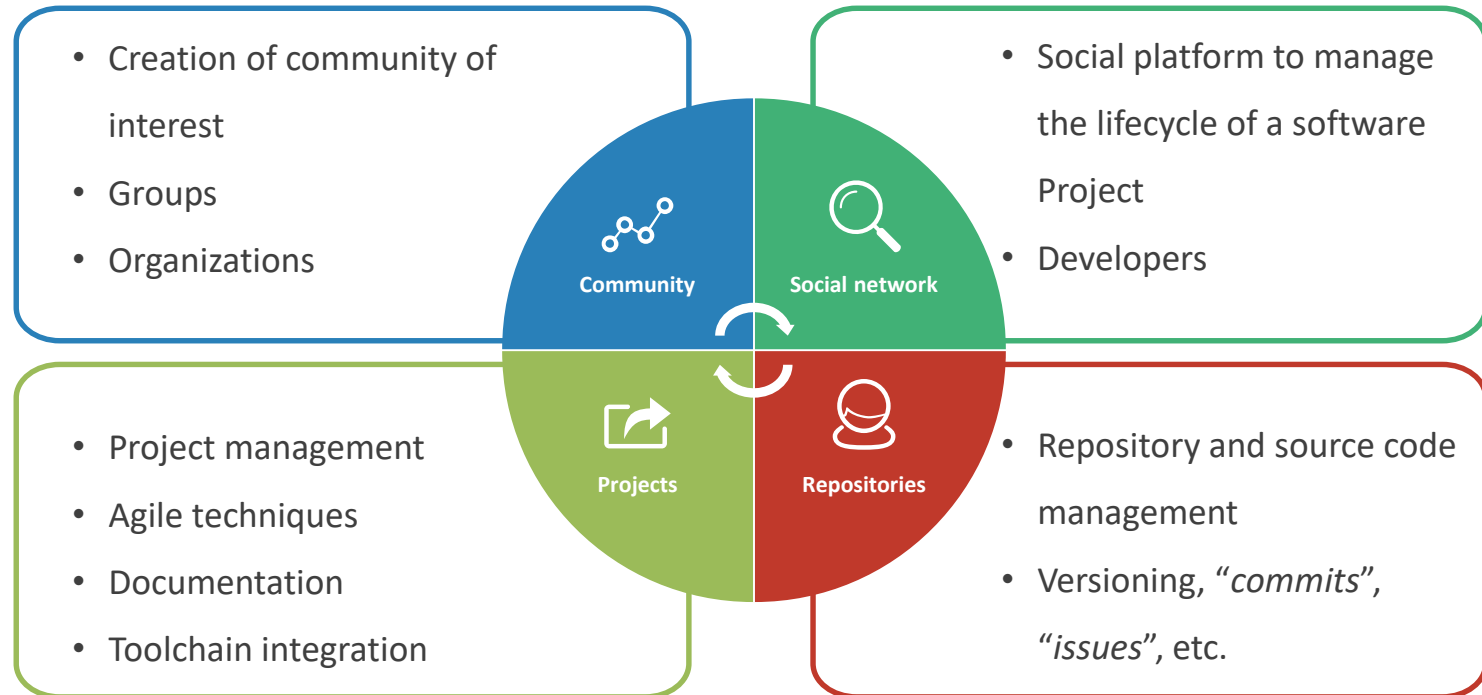 • Creation of community of
interest
• Groups
• Organizations
• Social platform to manage
the lifecycle of a software
Project
• Developers
Community
Social network
Projects
Repositories
• Project management
• Agile techniques
• Documentation
• Toolchain integration
• Repository and source code
management
• Versioning, “commits”,
“issues”, etc.